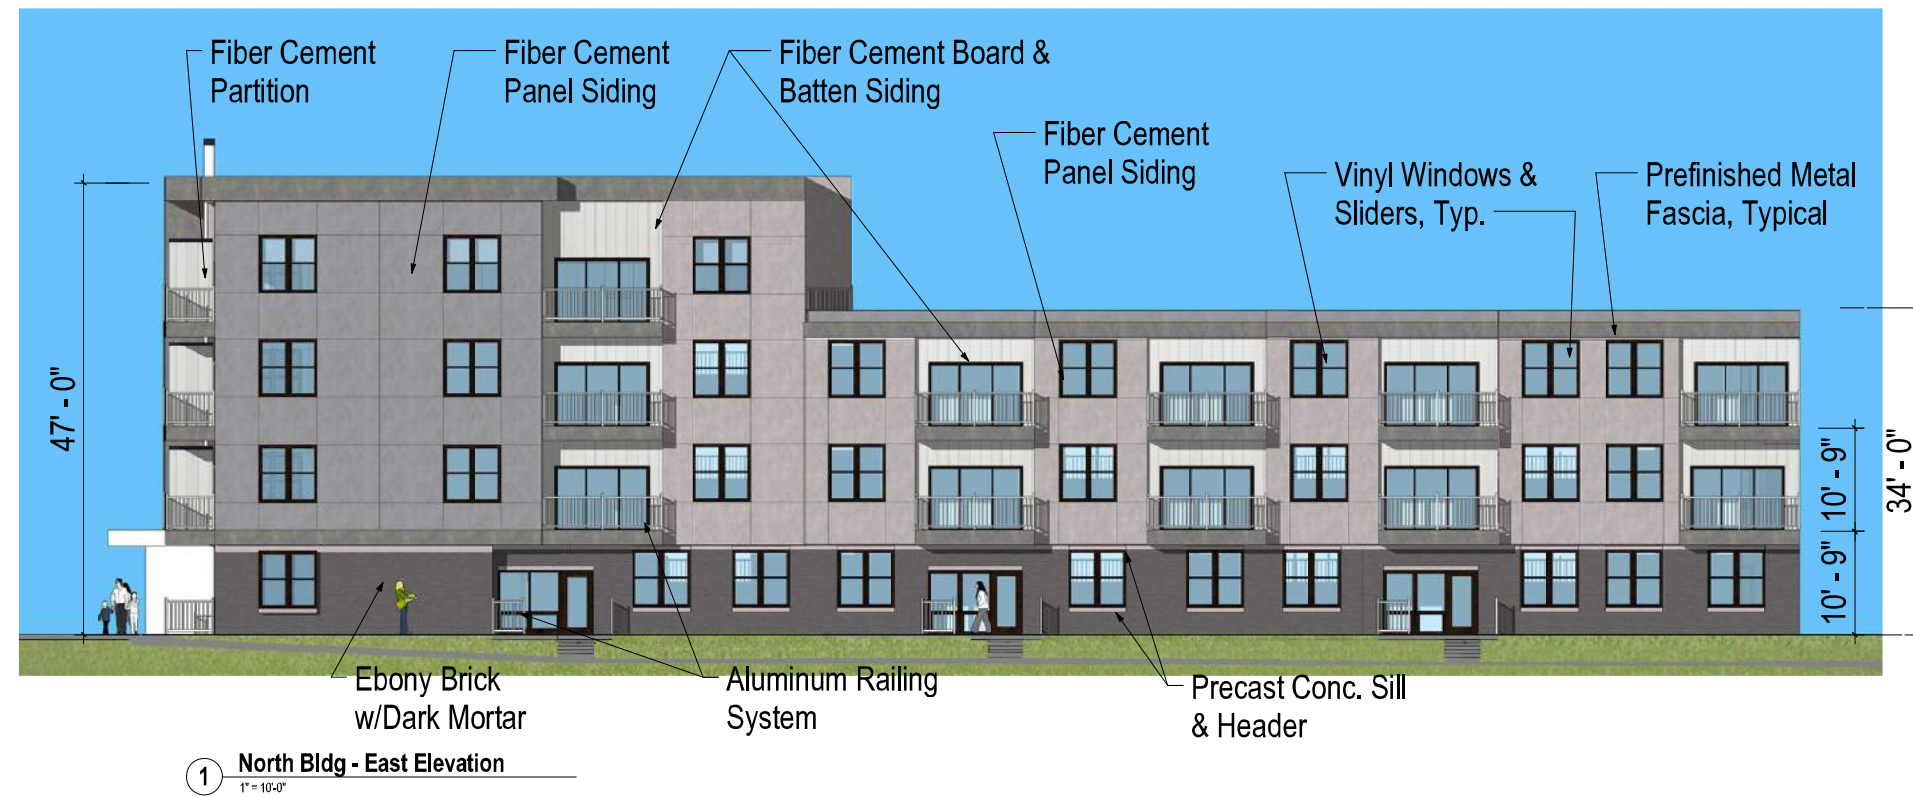 Fiber Cement
Partition
Fiber Cement
Panel Siding
Fiber Cement Board &
Batten Siding
Fiber Cement
Panel Siding
Vinyl Windows &
Sliders, Typ.
Prefinished Metal
Fascia, Typical
47' - 0"
10' - 9"
10' - 9"
34' - 0"
Ebony Brick
w/Dark Mortar
Aluminum Railing
System
Precast Conc. Sill
& Header
1
North Bldg - East Elevation
1" = 10'-0"